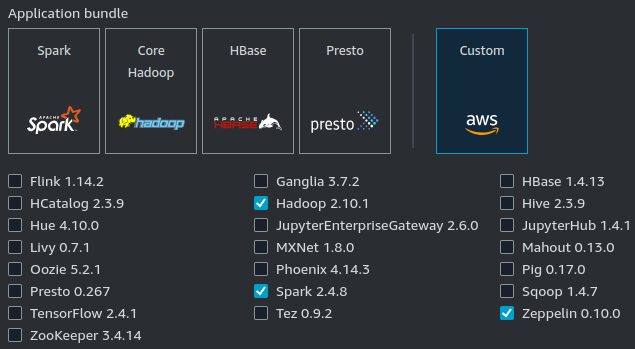 Application bundle
Spark
Core
Hadoop
HBase
Presto
Custom
APACHE
Spark
hadoop
APACHE
HBASE
presto
aws
Flink 1.14.2
Ganglia 3.7.2
HBase 1.4.13
HCatalog 2.3.9
Hadoop 2.10.1
Hive 2.3.9
Hue 4.10.0
JupyterEnterpriseGateway 2.6.0
JupyterHub 1.4.1
Livy 0.7.1
MXNet 1.8.0
Mahout 0.13.0
Oozie 5.2.1
Phoenix 4.14.3
Pig 0.17.0
Presto 0.267
Spark 2.4.8
Sqoop 1.4.7
TensorFlow 2.4.1
Tez 0.9.2
Zeppelin 0.10.0
ZooKeeper 3.4.14